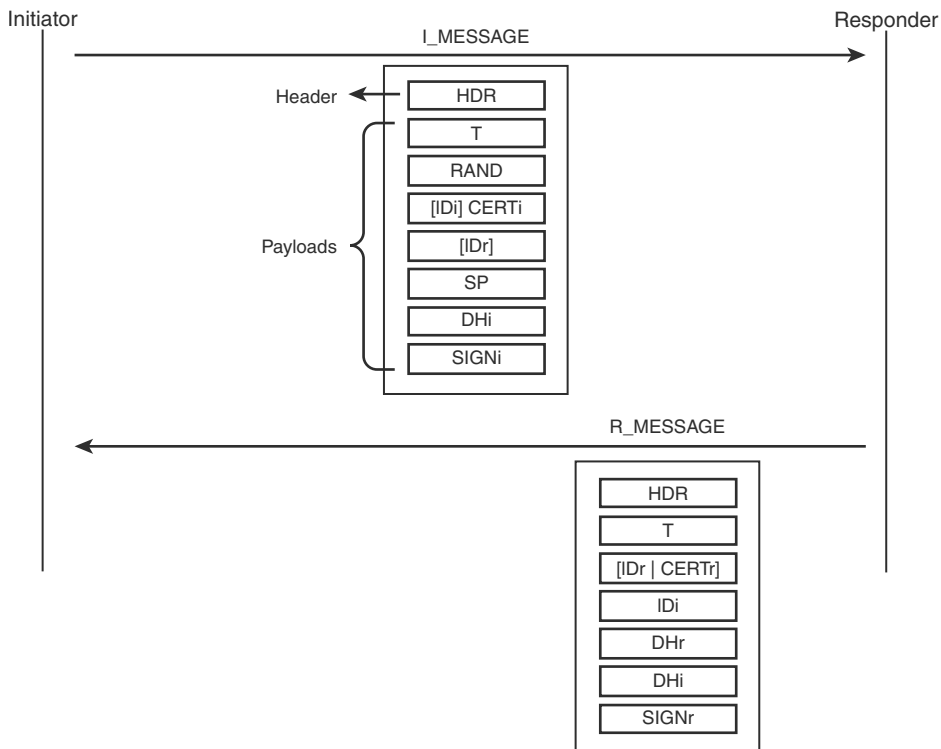 Initiator
Responder
I_MESSAGE
Header
HDR
T
RAND
[IDi] CERTi
Payloads
[IDr]
SP
DHi
SIGNi
R_MESSAGE
HDR
T
[IDr | CERTr]
IDi
DHr
DHi
SIGNr